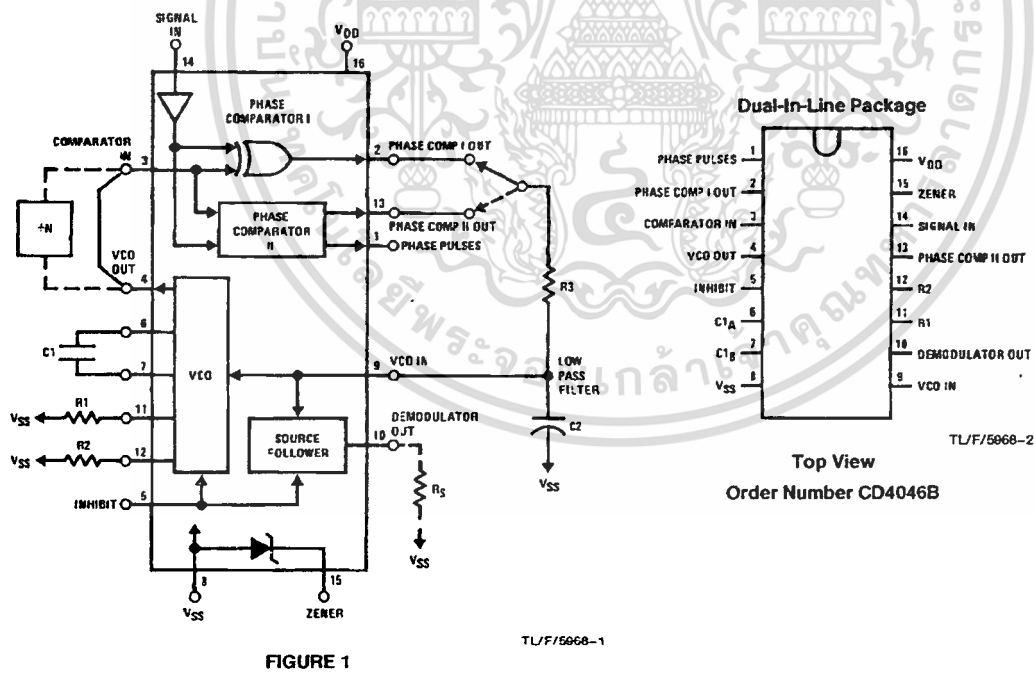 SIGNAL
IN
14
VDD
16
PHASE
COMPARATOR I
COMPARATOR
IN
3
2
PHASE COMP I OUT
÷N
PHASE
COMPARATOR
II
13
PHASE COMP II OUT
1
PHASE PULSES
VCO
OUT
4
R3
6
C1
7
VCO
9
VCO IN
LOW
PASS
FILTER
VSS
R1
11
VSS
R2
12
SOURCE
FOLLOWER
DEMODULATOR
OUT
10
C2
VSS
INHIBIT
5
RS
VSS
8
VSS
15
ZENER
TL/F/5968-1
FIGURE 1
Dual-In-Line Package
PHASE PULSES 1
16 VDD
PHASE COMP I OUT 2
15 ZENER
COMPARATOR IN 3
14 SIGNAL IN
VCO OUT 4
13 PHASE COMP II OUT
INHIBIT 5
12 R2
C1A 6
11 R1
C1B 7
10 DEMODULATOR OUT
VSS 8
9 VCO IN
TL/F/5968-2
Top View
Order Number CD4046B